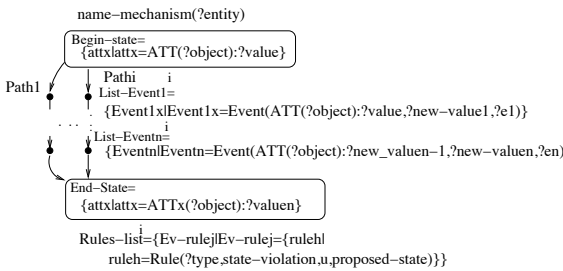 name-mechanism(?entity)
Begin-state=
{attx|attx=ATT(?object):?value}
Path1
Pathi i
List-Event1=
{Event1x|Event1x=Event(ATT(?object):?value,?new-value1,?e1)}
. . . : i
List-Eventn=
{Eventn|Eventn=Event(ATT(?object):?new_valuen-1,?new-valuen,?en)
End-State=
{attx|attx=ATTx(?object):?valuen}
i
Rules-list={Ev-rulej|Ev-rulej={ruleh|
ruleh=Rule(?type,state-violation,u,proposed-state)}}